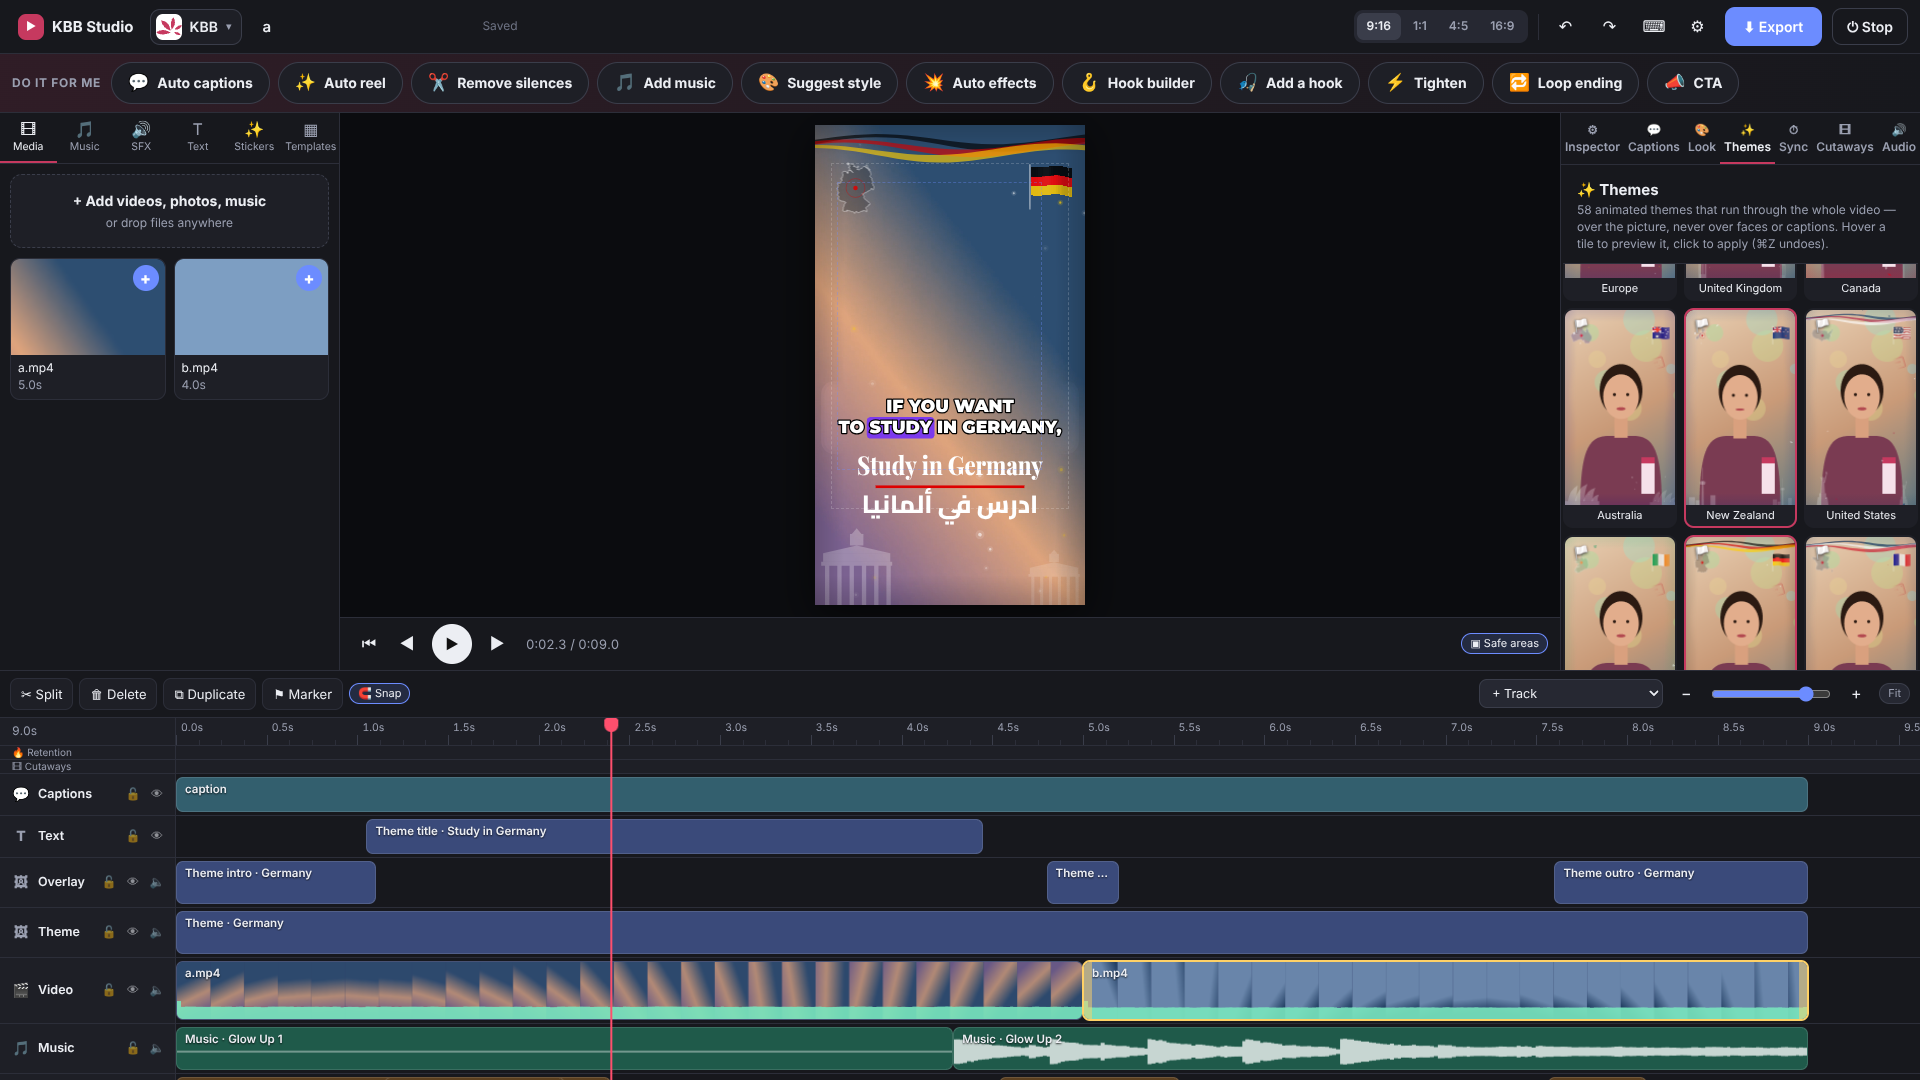 KBB Studio
KBB
a
Saved
9:16
1:1
4:5
16:9
Export
Stop
DO IT FOR ME
Auto captions
Auto reel
Remove silences
Add music
Suggest style
Auto effects
Hook builder
Add a hook
Tighten
Loop ending
CTA
Media
Music
SFX
Text
Stickers
Templates
+ Add videos, photos, music
or drop files anywhere
a.mp4
5.0s
b.mp4
4.0s
IF YOU WANT
TO STUDY IN GERMANY,
Study in Germany
ادرس في ألمانيا
0:02.3 / 0:09.0
Safe areas
Inspector
Captions
Look
Themes
Sync
Cutaways
Audio
✨ Themes
58 animated themes that run through the whole video —
over the picture, never over faces or captions. Hover a
tile to preview it, click to apply (⌘Z undoes).
Europe
United Kingdom
Canada
Australia
New Zealand
United States
Split
Delete
Duplicate
Marker
Snap
+ Track
Fit
9.0s
0.0s
0.5s
1.0s
1.5s
2.0s
2.5s
3.0s
3.5s
4.0s
4.5s
5.0s
5.5s
6.0s
6.5s
7.0s
7.5s
8.0s
8.5s
9.0s
9.5
Retention
Cutaways
Captions
caption
Text
Theme title · Study in Germany
Overlay
Theme intro · Germany
Theme ...
Theme outro · Germany
Theme
Theme · Germany
Video
a.mp4
b.mp4
Music
Music · Glow Up 1
Music · Glow Up 2